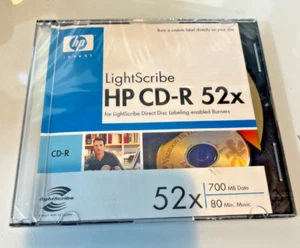 hp
invent
Burn a custom label directly on your disc
LightScribe
HP CD-R 52x
for LightScribe Direct Disc Labeling enabled Burners
CD-R
LightScribe
52x
700 MB Data
80 Min. Music